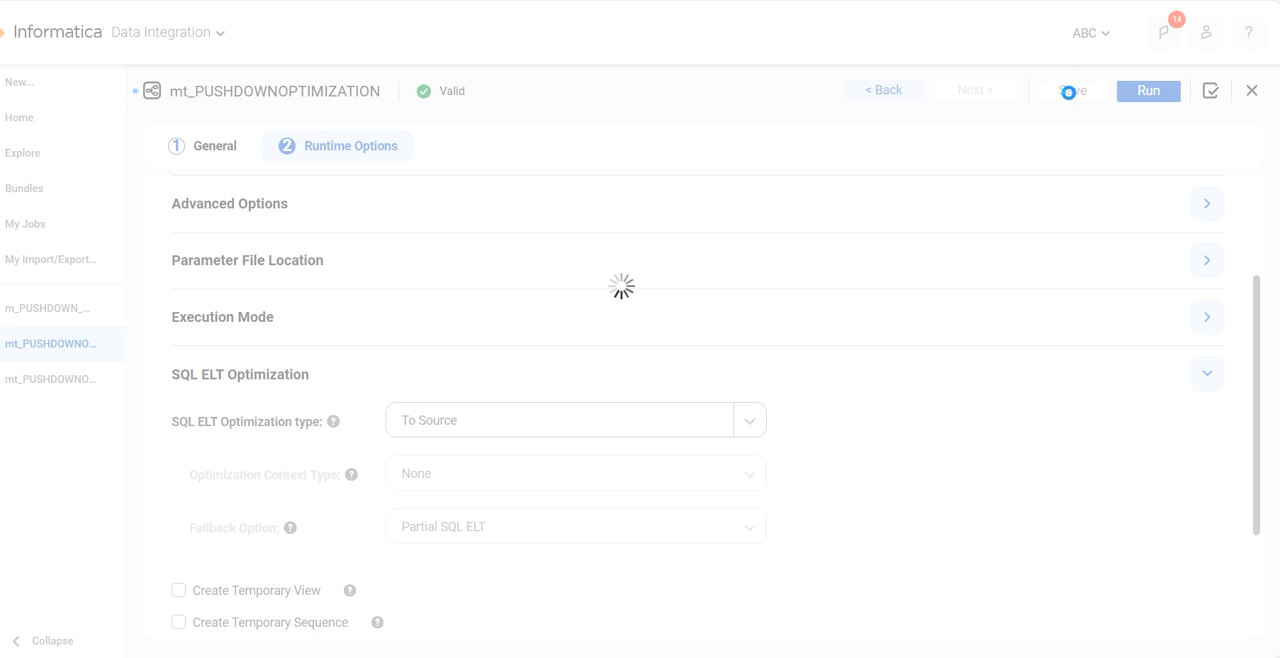 Informatica Data Integration
ABC
14
?
New...
Home
Explore
Bundles
My Jobs
My Import/Export...
m_PUSHDOWN_...
mt_PUSHDOWNO...
mt_PUSHDOWNO...
Collapse
mt_PUSHDOWNOPTIMIZATION
Valid
< Back
Next >
Run
1 General
2 Runtime Options
Advanced Options
Parameter File Location
Execution Mode
SQL ELT Optimization
SQL ELT Optimization type: ?
To Source
Optimization Context Type: ?
None
Fallback Option: ?
Partial SQL ELT
Create Temporary View ?
Create Temporary Sequence ?